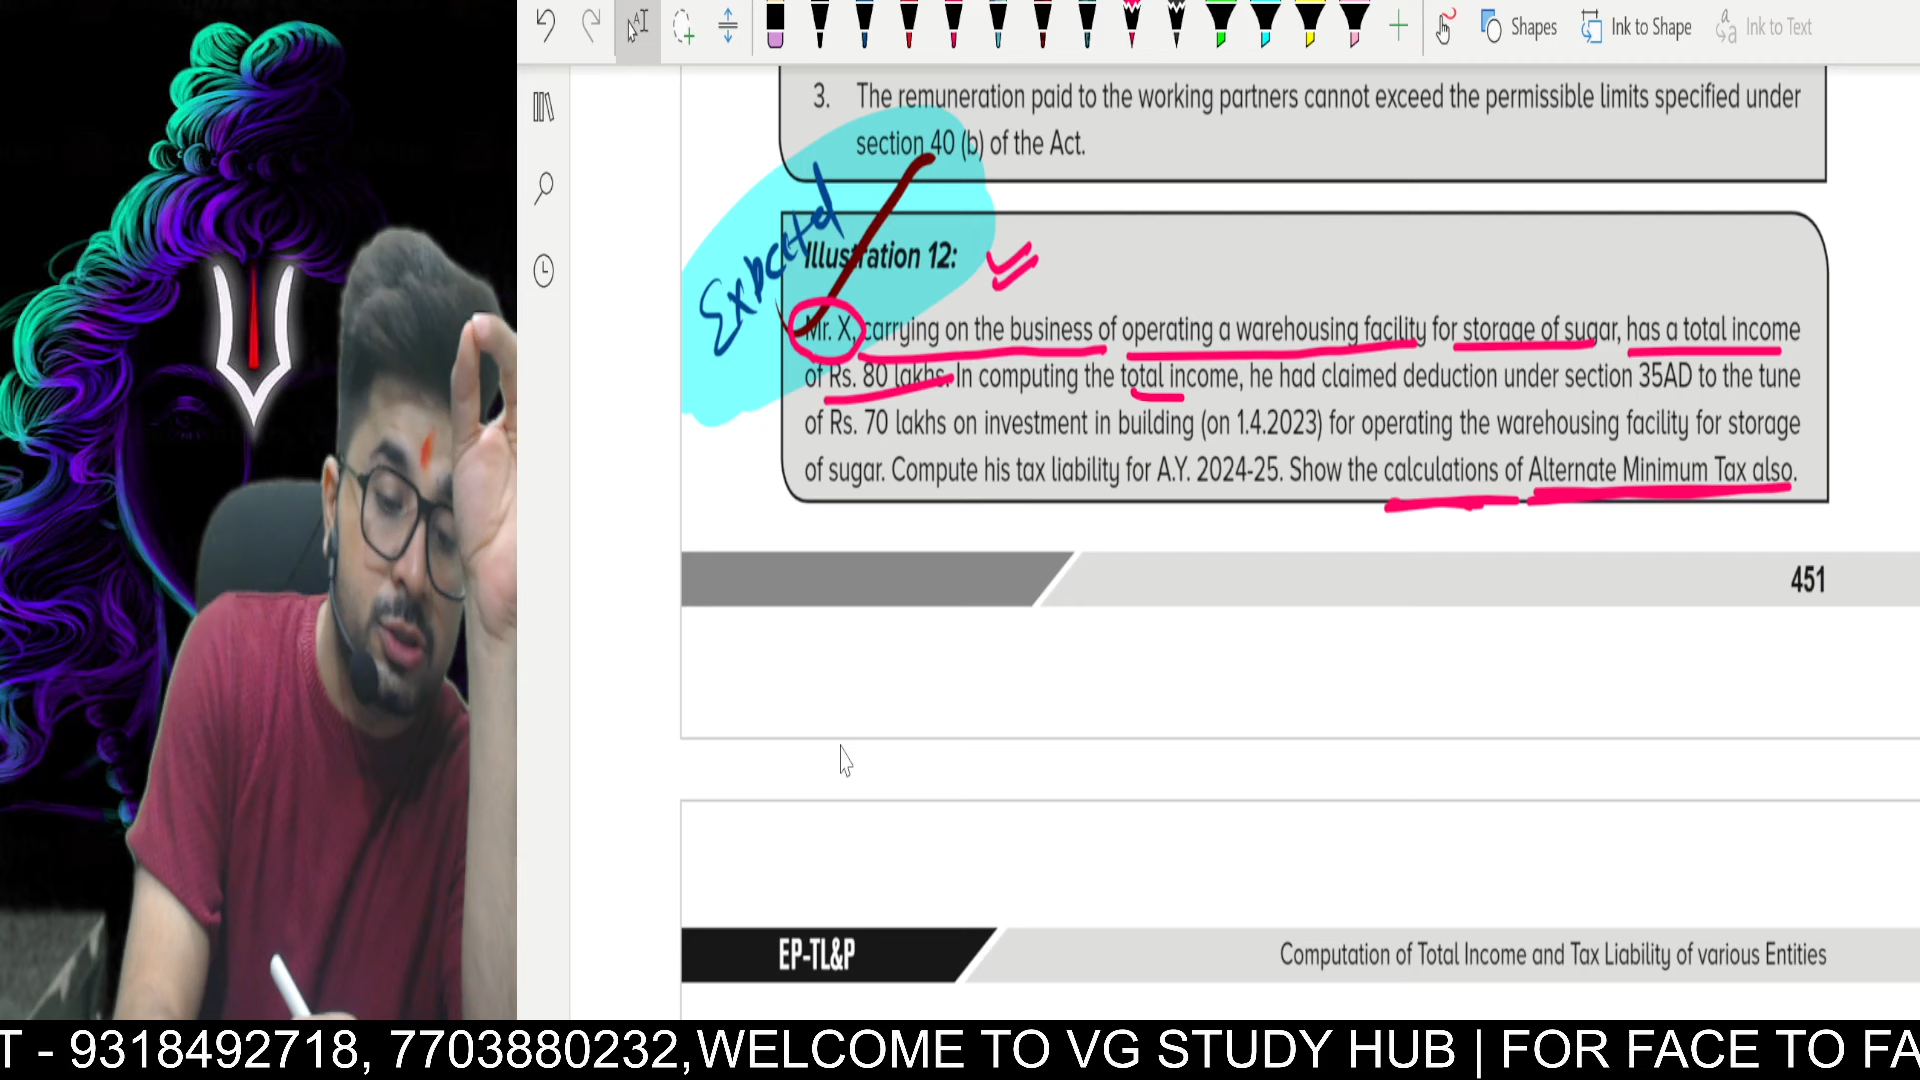 Shapes
Ink to Shape
Ink to Text
3. The remuneration paid to the working partners cannot exceed the permissible limits specified under
section 40 (b) of the Act.
Expected
Illustration 12:
Mr. X, carrying on the business of operating a warehousing facility for storage of sugar, has a total income
of Rs. 80 lakhs. In computing the total income, he had claimed deduction under section 35AD to the tune
of Rs. 70 lakhs on investment in building (on 1.4.2023) for operating the warehousing facility for storage
of sugar. Compute his tax liability for A.Y. 2024-25. Show the calculations of Alternate Minimum Tax also.
451
EP-TL&P
Computation of Total Income and Tax Liability of various Entities
T - 9318492718, 7703880232,WELCOME TO VG STUDY HUB | FOR FACE TO FA